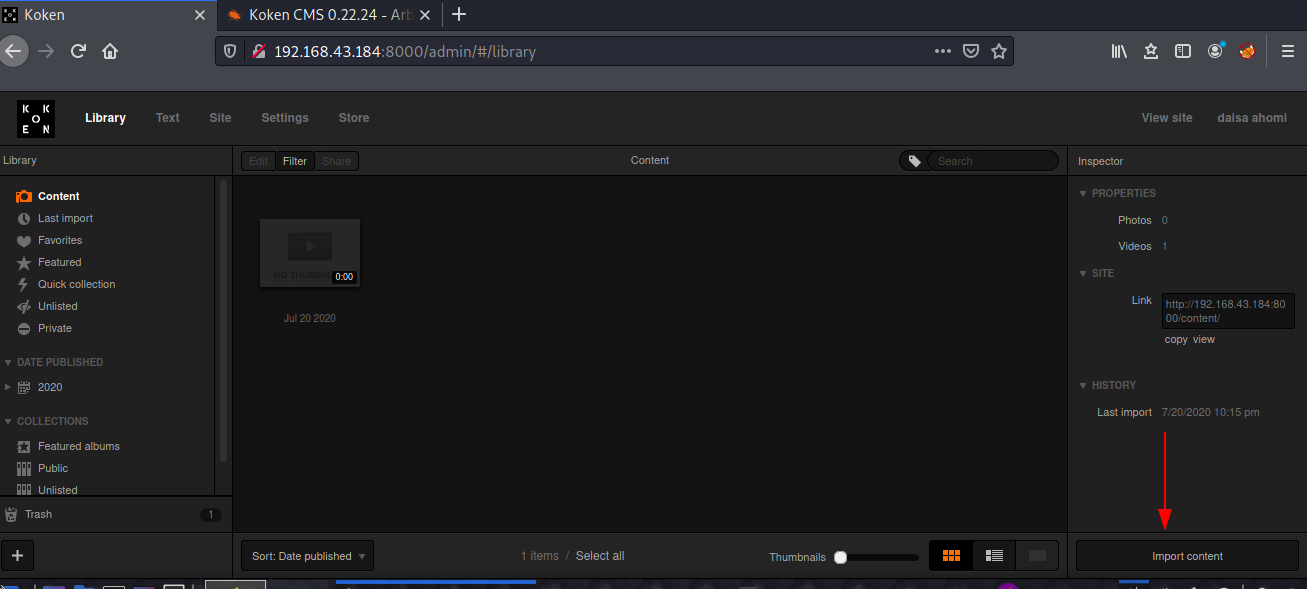 Koken
Koken CMS 0.22.24 - Arb
192.168.43.184:8000/admin/#/library
K K
O
E N
Library
Text
Site
Settings
Store
View site
daisa ahomi
Library
Edit
Filter
Share
Content
Search
Inspector
Content
Last import
Favorites
Featured
Quick collection
Unlisted
Private
DATE PUBLISHED
2020
COLLECTIONS
Featured albums
Public
Unlisted
Trash
1
NO THUMBN
0:00
Jul 20 2020
PROPERTIES
Photos 0
Videos 1
SITE
Link
http://192.168.43.184:80
00/content/
copy view
HISTORY
Last import 7/20/2020 10:15 pm
Sort: Date published
1 items / Select all
Thumbnails
Import content